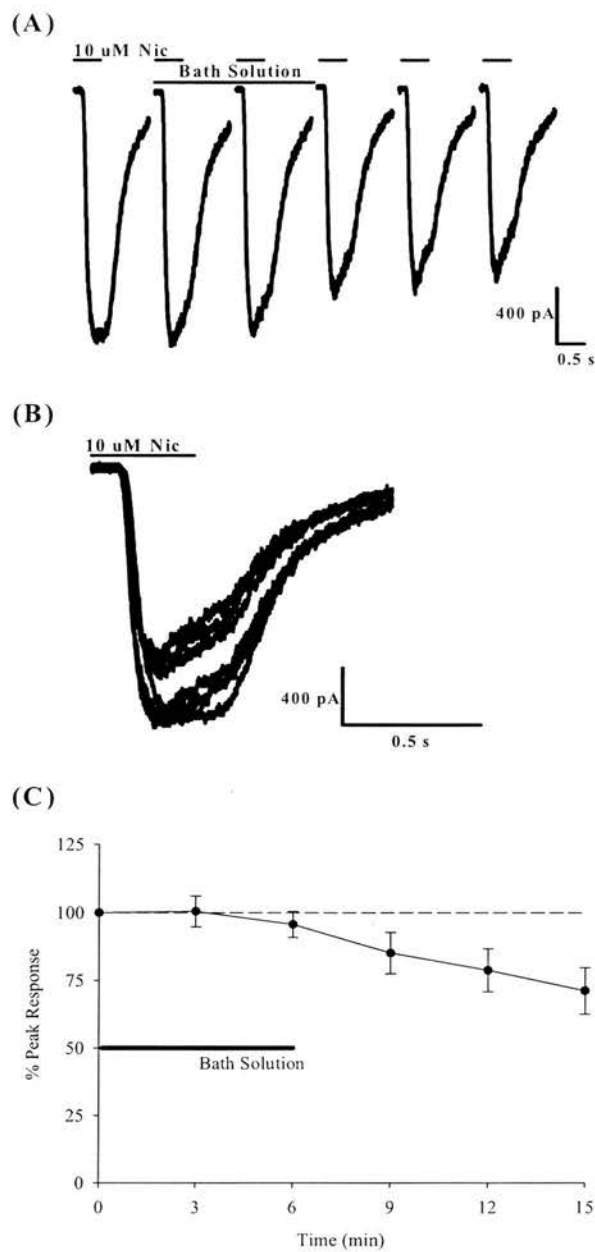 (A)
10 uM Nic
Bath Solution
400 pA
0.5 s
(B)
10 uM Nic
400 pA
0.5 s
(C)
125
100
75
50
25
0
% Peak Response
Bath Solution
0 3 6 9 12 15
Time (min)